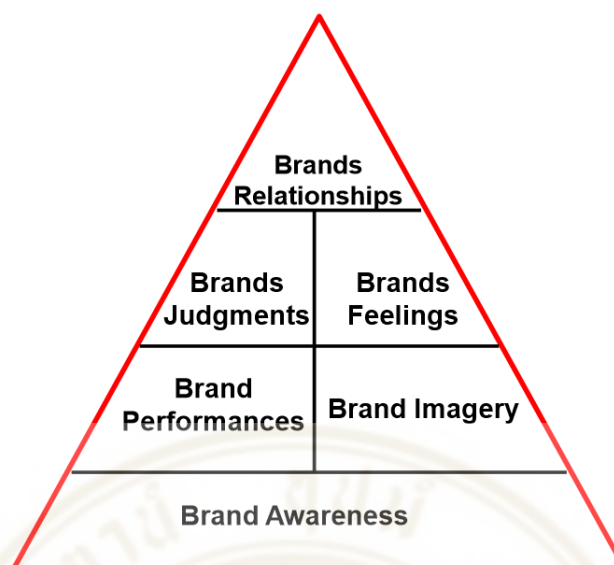 Brands
Relationships
Brands
Judgments
Brands
Feelings
Brand
Performances
Brand Imagery
Brand Awareness